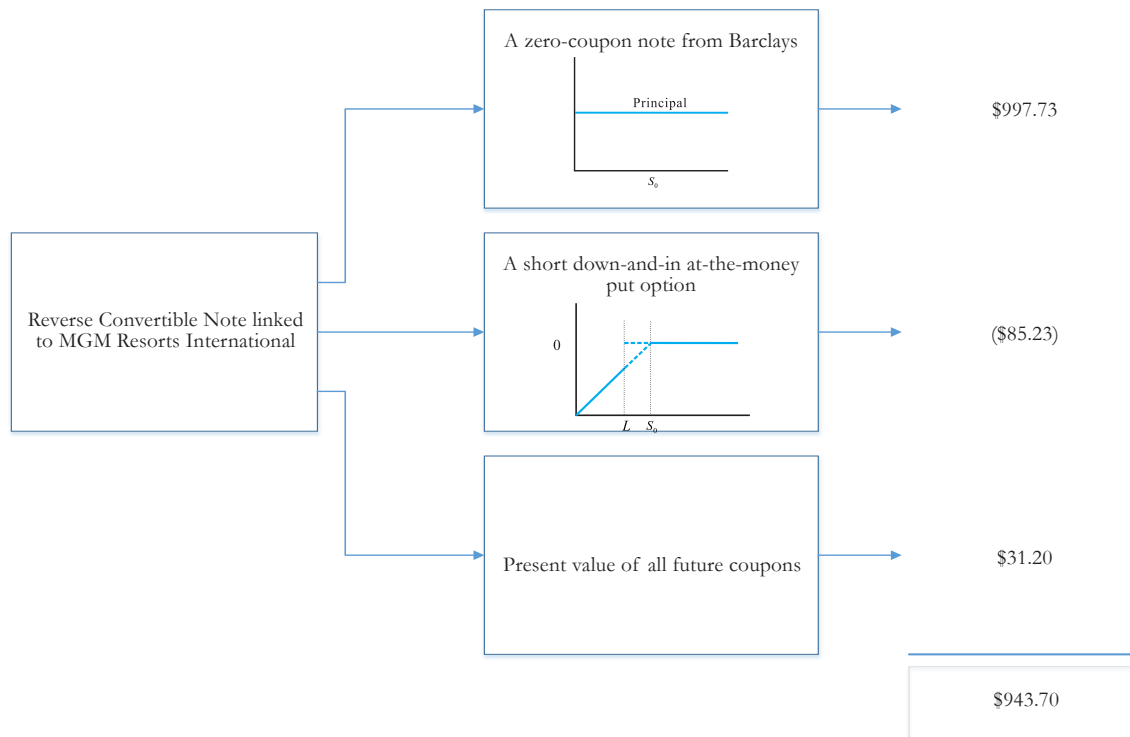 A zero-coupon note from Barclays
Principal
S₀
$997.73
Reverse Convertible Note linked
to MGM Resorts International
A short down-and-in at-the-money
put option
0
L S₀
($85.23)
Present value of all future coupons
$31.20
$943.70